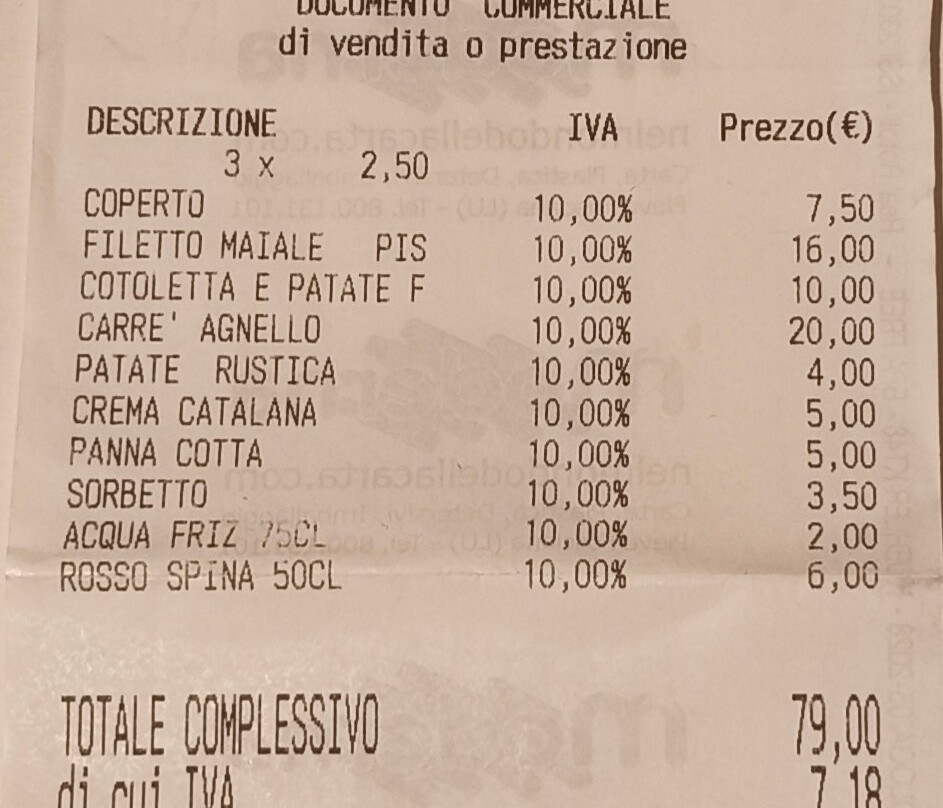 DOCUMENTO COMMERCIALE
di vendita o prestazione
DESCRIZIONE IVA Prezzo(€)
3 x 2,50
COPERTO 10,00% 7,50
FILETTO MAIALE PIS 10,00% 16,00
COTOLETTA E PATATE F 10,00% 10,00
CARRE' AGNELLO 10,00% 20,00
PATATE RUSTICA 10,00% 4,00
CREMA CATALANA 10,00% 5,00
PANNA COTTA 10,00% 5,00
SORBETTO 10,00% 3,50
ACQUA FRIZ 75CL 10,00% 2,00
ROSSO SPINA 50CL 10,00% 6,00
TOTALE COMPLESSIVO 79,00
di cui IVA 7,18